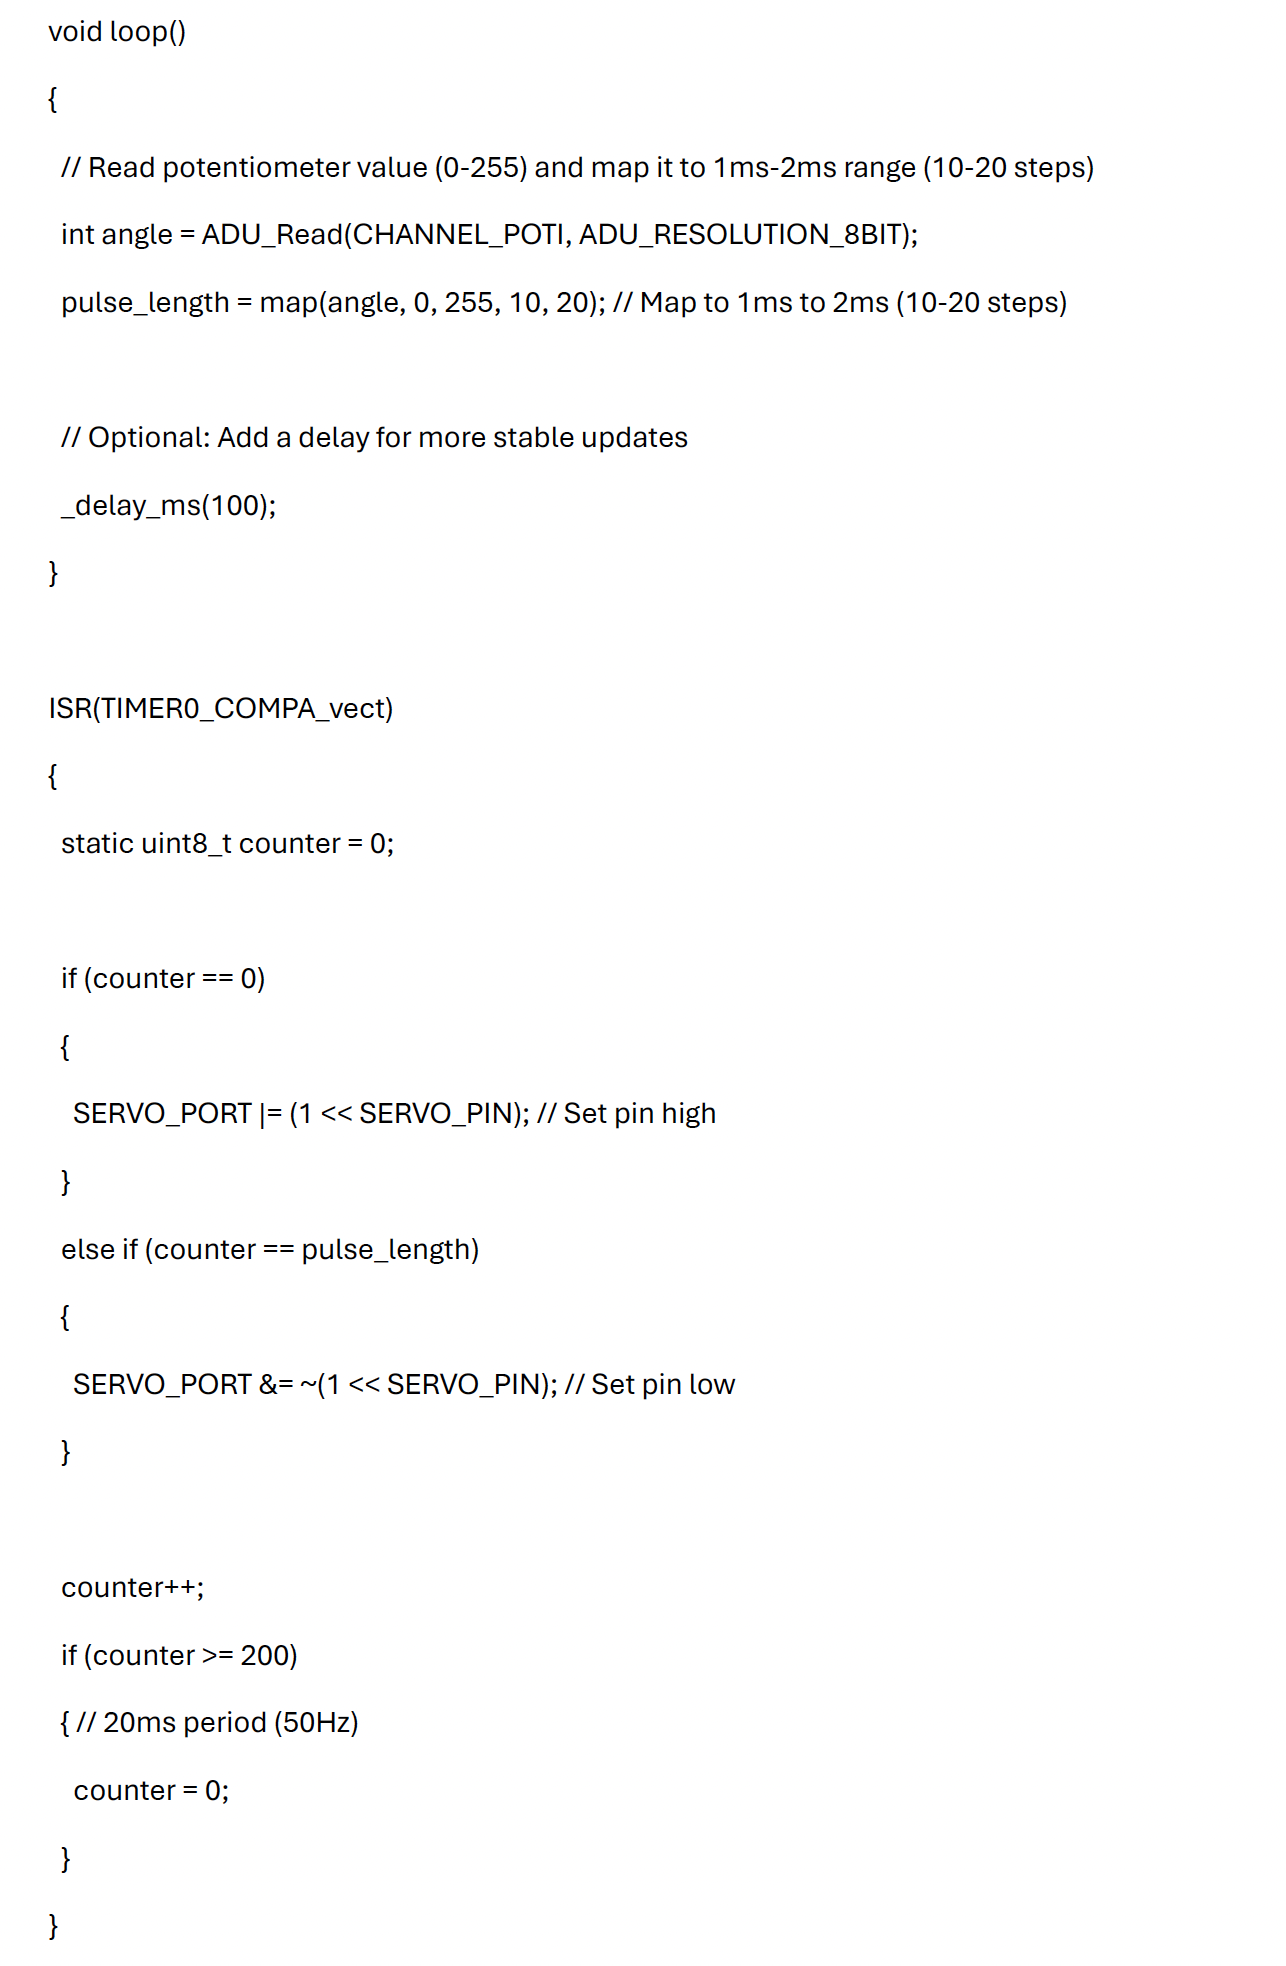 void loop()
{
// Read potentiometer value (0-255) and map it to 1ms-2ms range (10-20 steps)
int angle = ADU_Read(CHANNEL_POTI, ADU_RESOLUTION_8BIT);
pulse_length = map(angle, 0, 255, 10, 20); // Map to 1ms to 2ms (10-20 steps)
// Optional: Add a delay for more stable updates
_delay_ms(100);
}
ISR(TIMER0_COMPA_vect)
{
static uint8_t counter = 0;
if (counter == 0)
{
SERVO_PORT |= (1 << SERVO_PIN); // Set pin high
}
else if (counter == pulse_length)
{
SERVO_PORT &= ~(1 << SERVO_PIN); // Set pin low
}
counter++;
if (counter >= 200)
{ // 20ms period (50Hz)
counter = 0;
}
}